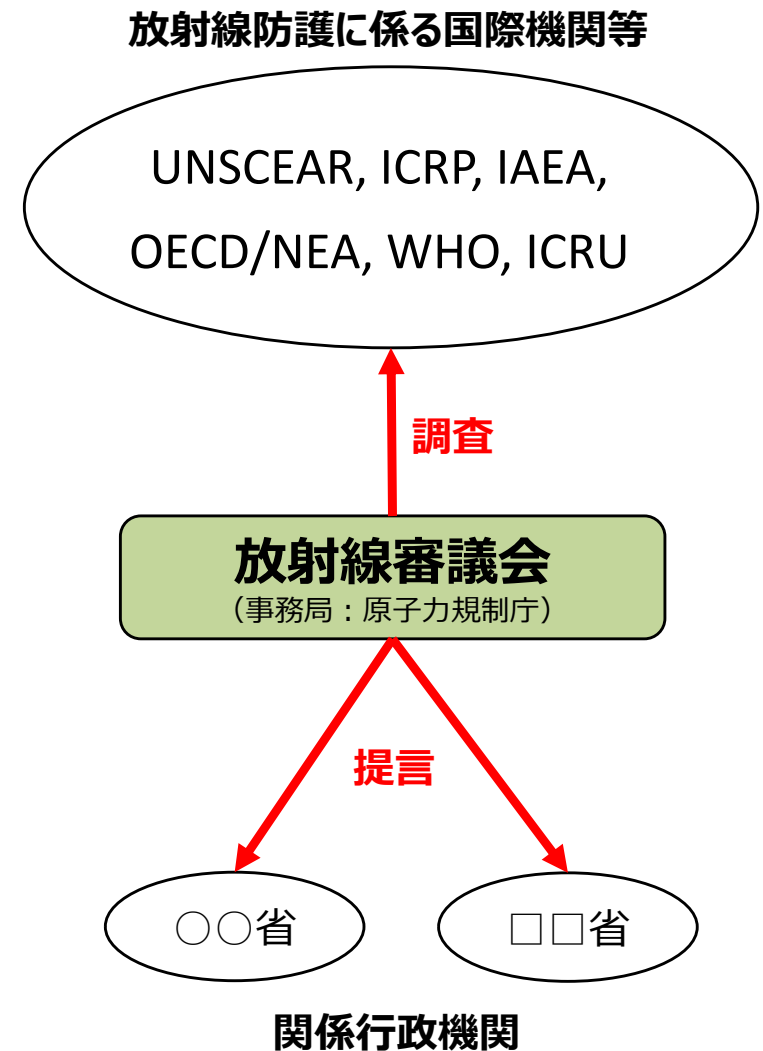 放射線防護に係る国際機関等
UNSCEAR, ICRP, IAEA,
OECD/NEA, WHO, ICRU
調査
放射線審議会
（事務局：原子力規制庁）
提言
○○省
□□省
関係行政機関